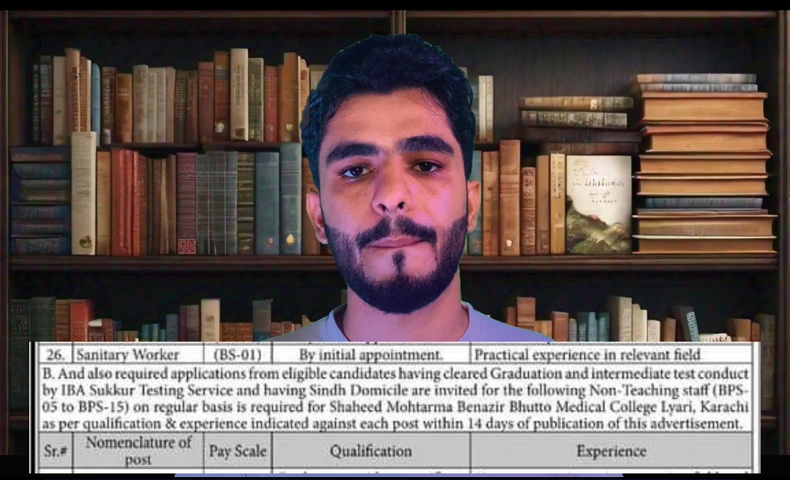 26. Sanitary Worker (BS-01) By initial appointment. Practical experience in relevant field
B. And also required applications from eligible candidates having cleared Graduation and intermediate test conduct
by IBA Sukkur Testing Service and having Sindh Domicile are invited for the following Non-Teaching staff (BPS-
05 to BPS-15) on regular basis is required for Shaheed Mohtarma Benazir Bhutto Medical College Lyari, Karachi
as per qualification & experience indicated against each post within 14 days of publication of this advertisement.
Sr.# Nomenclature of post Pay Scale Qualification Experience